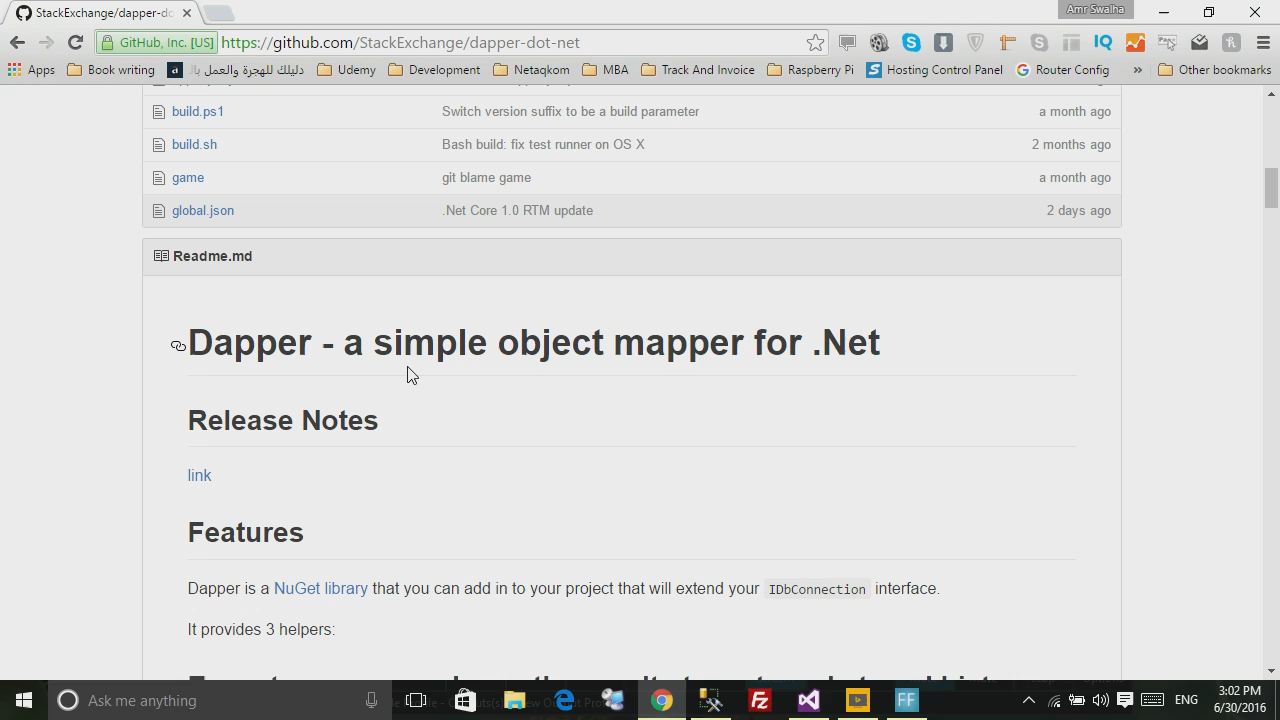 StackExchange/dapper-do
Amr Swalha
GitHub, Inc. [US]
https://github.com/StackExchange/dapper-dot-net
Apps
Book writing
دليلك للهجرة والعمل بال
Udemy
Development
Netaqkom
MBA
Track And Invoice
Raspberry Pi
Hosting Control Panel
Router Config
»
Other bookmarks
build.ps1 Switch version suffix to be a build parameter a month ago
build.sh Bash build: fix test runner on OS X 2 months ago
game git blame game a month ago
global.json .Net Core 1.0 RTM update 2 days ago
Readme.md
Dapper - a simple object mapper for .Net
Release Notes
link
Features
Dapper is a NuGet library that you can add in to your project that will extend your IDbConnection interface.
It provides 3 helpers:
Ask me anything
FF
ENG
3:02 PM
6/30/2016